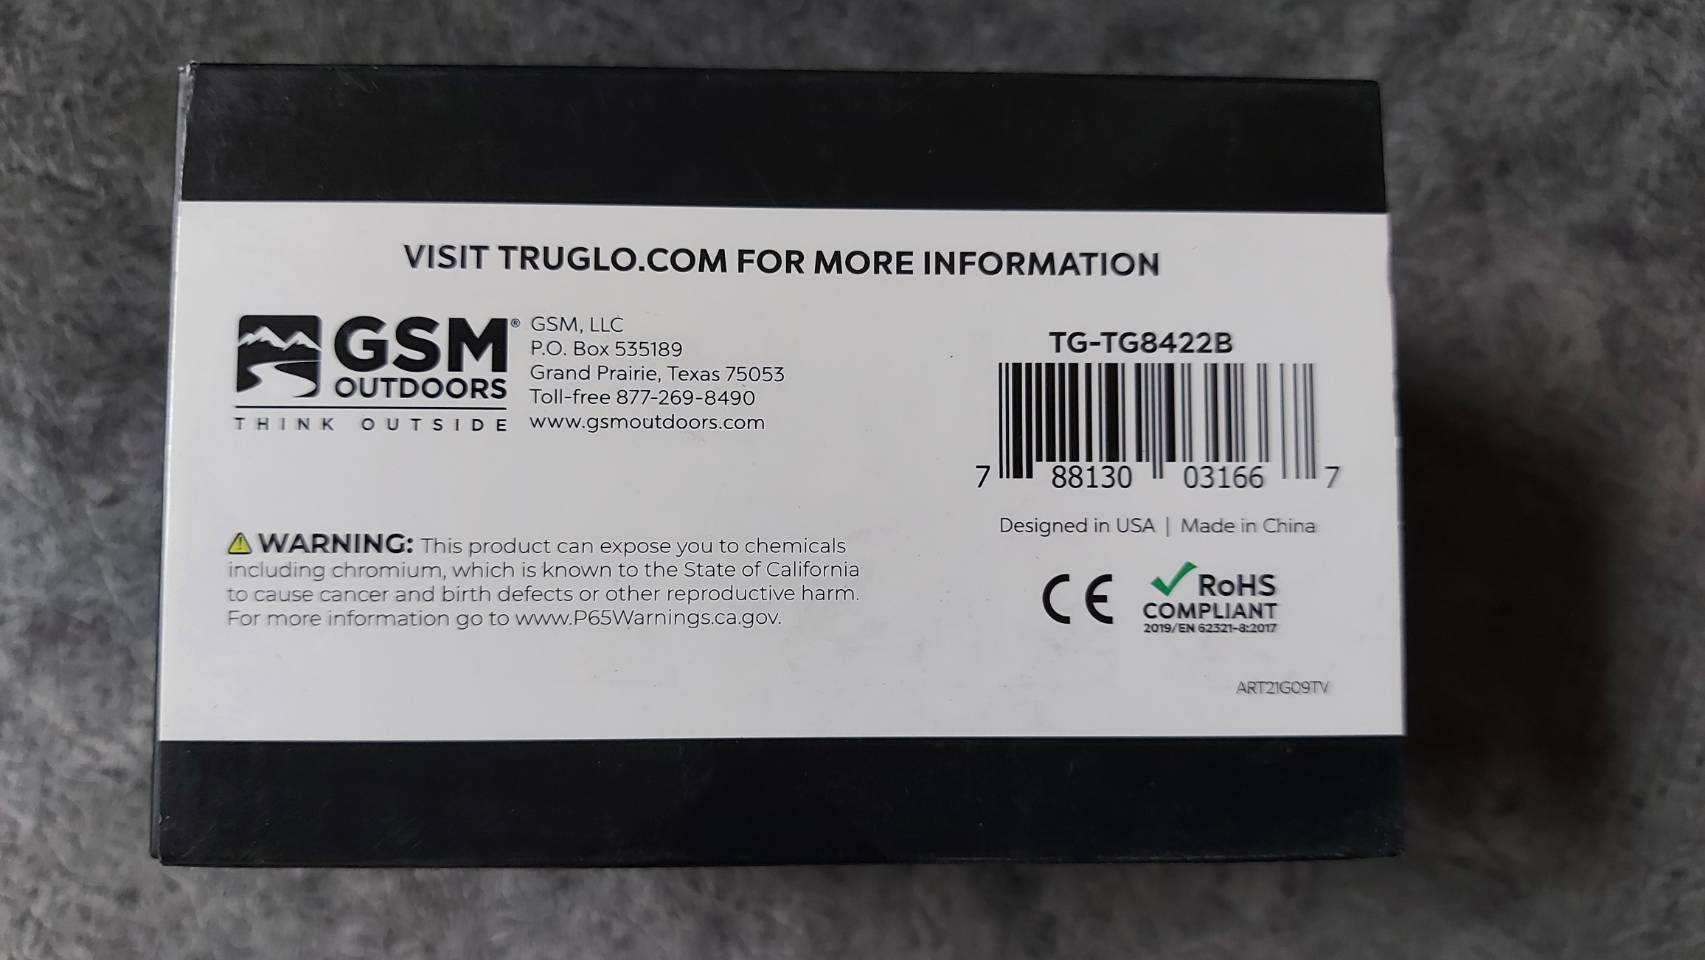 VISIT TRUGLO.COM FOR MORE INFORMATION
GSM®
OUTDOORS
THINK OUTSIDE
GSM, LLC
P.O. Box 535189
Grand Prairie, Texas 75053
Toll-free 877-269-8490
www.gsmoutdoors.com
TG-TG8422B
7 88130 03166 7
Designed in USA | Made in China
WARNING: This product can expose you to chemicals
including chromium, which is known to the State of California
to cause cancer and birth defects or other reproductive harm.
For more information go to www.P65Warnings.ca.gov.
CE
RoHS
COMPLIANT
2019/EN 62321-8:2017
ART21G09TV